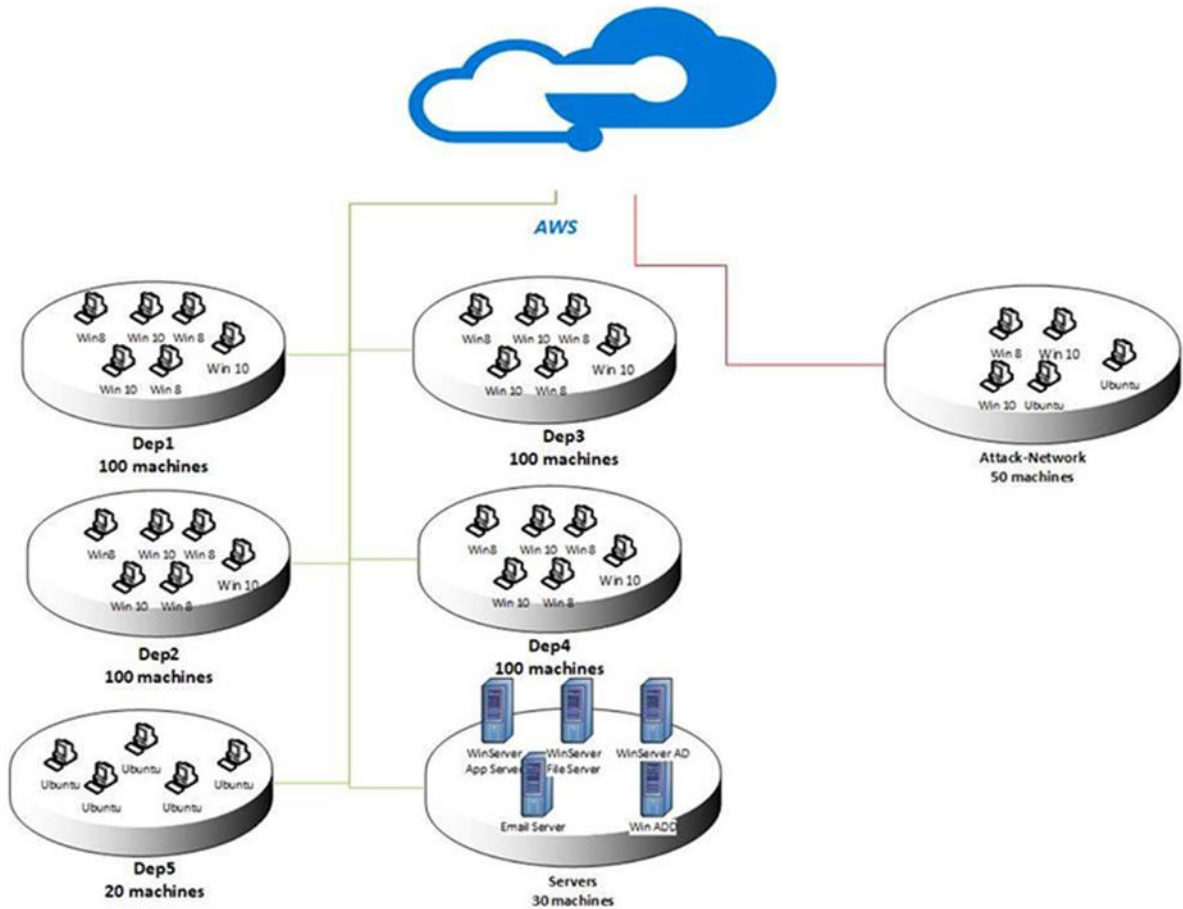 AWS
Win8
Win 10
Win 8
Win 10
Win 10
Win 8
Dep1
100 machines
Win8
Win 10
Win 8
Win 10
Win 10
Win 8
Dep3
100 machines
Win 8
Win 10
Ubuntu
Win 10
Ubuntu
Attack-Network
50 machines
Win8
Win 10
Win 8
Win 10
Win 10
Win 8
Dep2
100 machines
Win8
Win 10
Win 8
Win 10
Win 10
Win 8
Dep4
100 machines
Ubuntu
Ubuntu
Ubuntu
Ubuntu
Ubuntu
Dep5
20 machines
WinServer
App Server
WinServer
File Server
WinServer AD
Email Server
Win ADD
Servers
30 machines